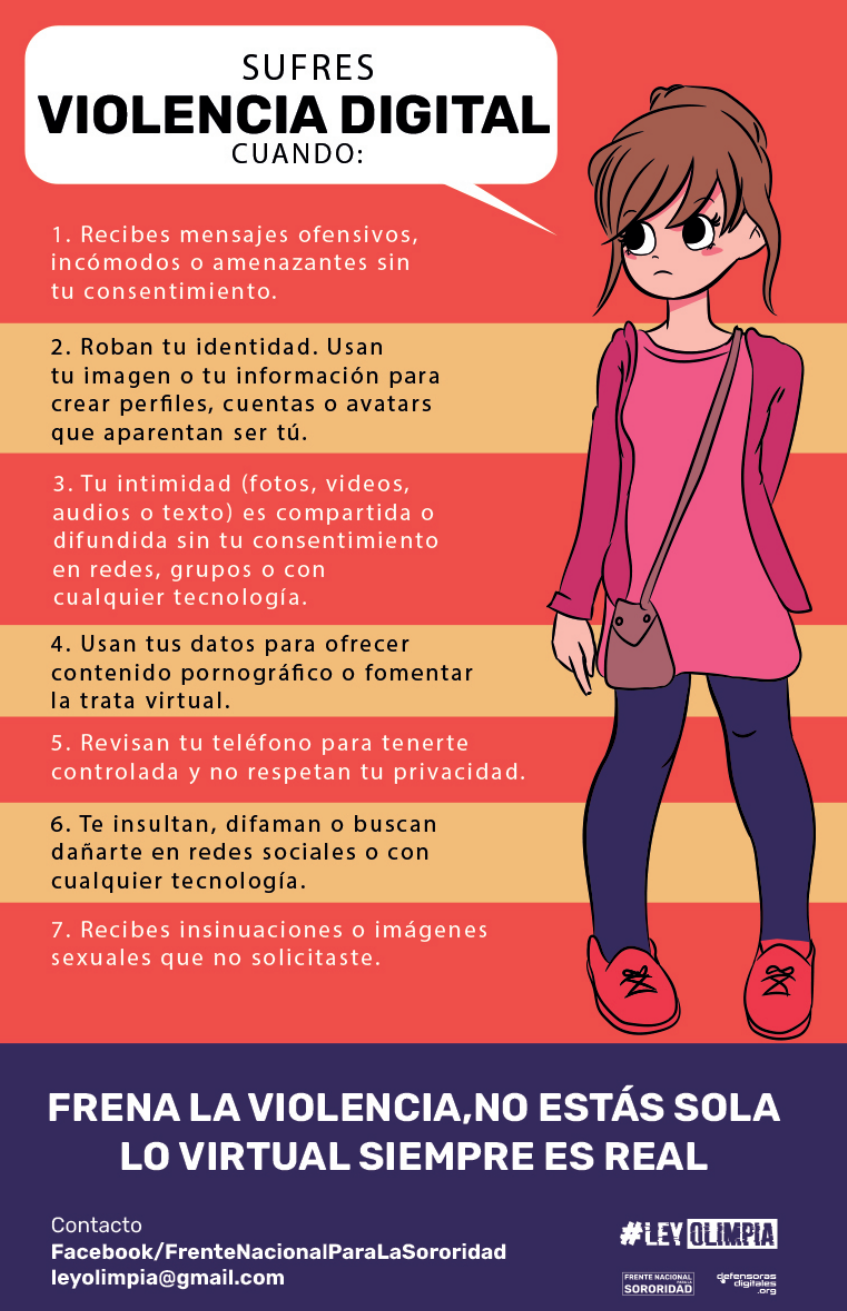 SUFRES
VIOLENCIA DIGITAL
CUANDO:
1. Recibes mensajes ofensivos,
incómodos o amenazantes sin
tu consentimiento.
2. Roban tu identidad. Usan
tu imagen o tu información para
crear perfiles, cuentas o avatars
que aparentan ser tú.
3. Tu intimidad (fotos, videos,
audios o texto) es compartida o
difundida sin tu consentimiento
en redes, grupos o con
cualquier tecnología.
4. Usan tus datos para ofrecer
contenido pornográfico o fomentar
la trata virtual.
5. Revisan tu teléfono para tenerte
controlada y no respetan tu privacidad.
6. Te insultan, difaman o buscan
dañarte en redes sociales o con
cualquier tecnología.
7. Recibes insinuaciones o imágenes
sexuales que no solicitaste.
FRENA LA VIOLENCIA,NO ESTÁS SOLA
LO VIRTUAL SIEMPRE ES REAL
Contacto
Facebook/FrenteNacionalParaLaSororidad
leyolimpia@gmail.com
#LEY OLIMPIA
FRENTE NACIONAL
PARA LA
SORORIDAD
defensoras
digitales
.org